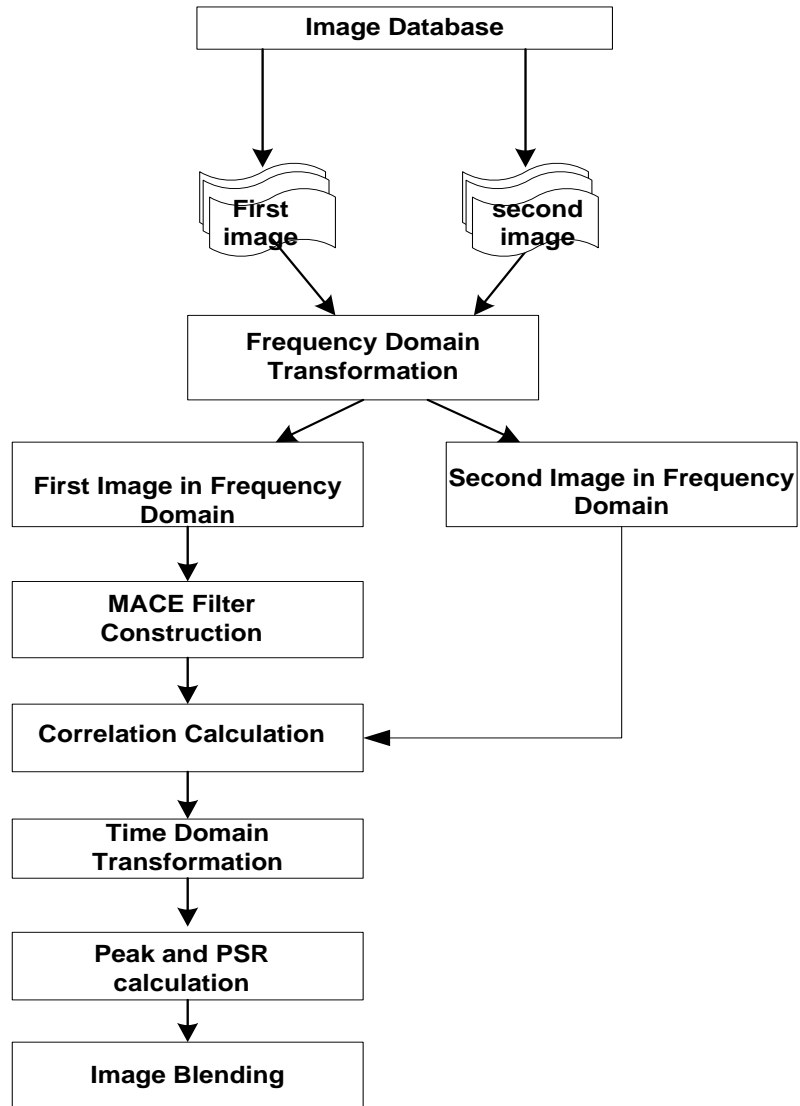 Image Database
First
image
second
image
Frequency Domain
Transformation
First Image in Frequency
Domain
Second Image in Frequency
Domain
MACE Filter
Construction
Correlation Calculation
Time Domain
Transformation
Peak and PSR
calculation
Image Blending